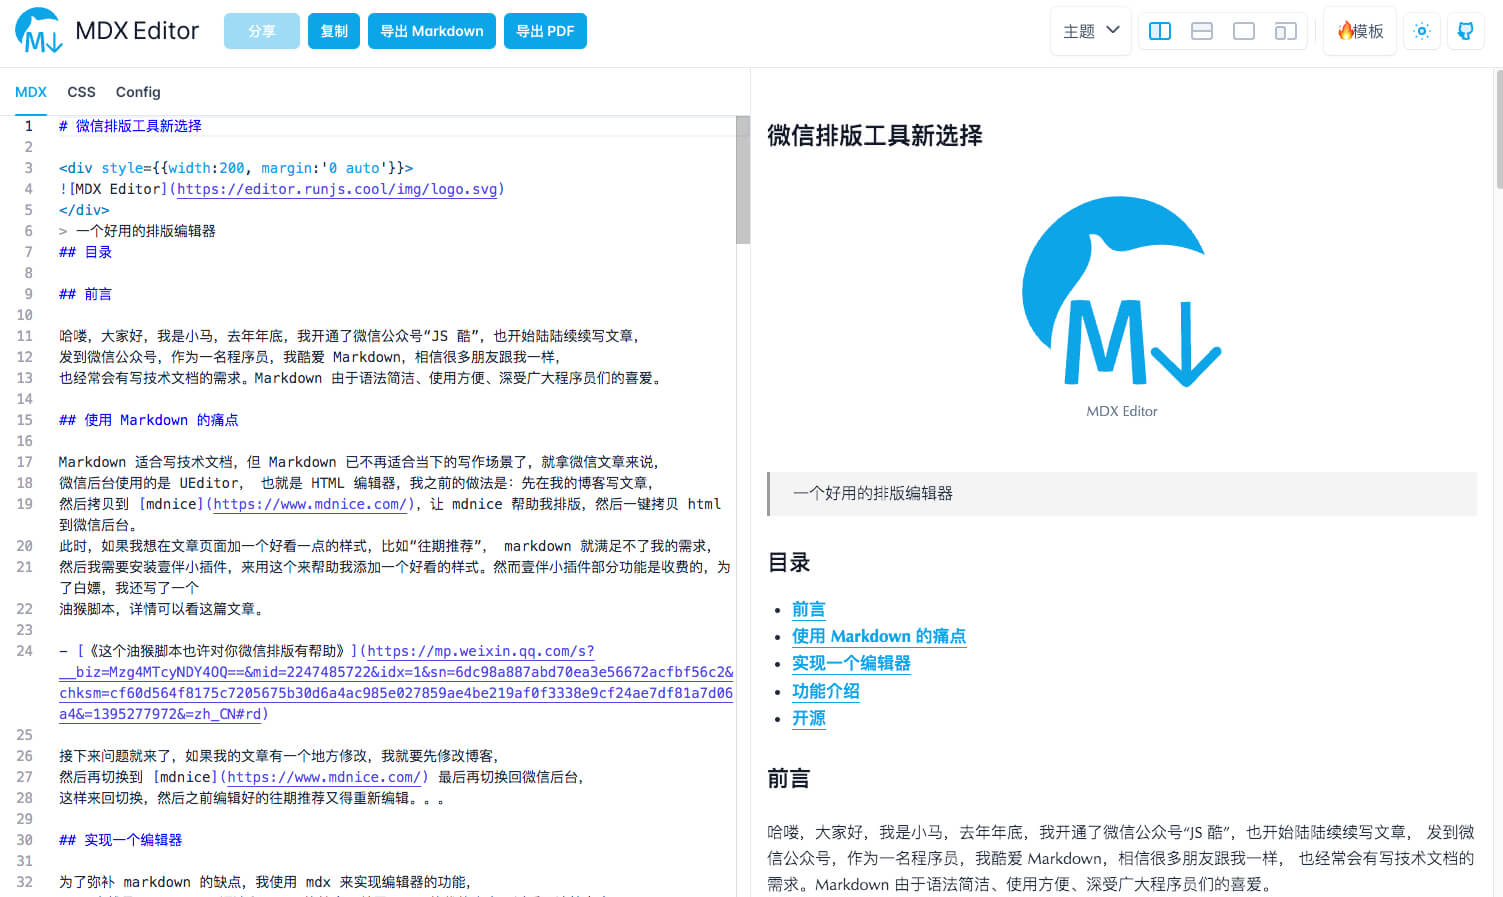 MDX Editor
分享
复制
导出 Markdown
导出 PDF
主题
🔥模板
MDX CSS Config
1 # 微信排版工具新选择
2
3 <div style={{width:200, margin:'0 auto'}}>
4 ![MDX Editor](https://editor.runjs.cool/img/logo.svg)
5 </div>
6 > 一个好用的排版编辑器
7 ## 目录
8
9 ## 前言
10
11 哈喽，大家好，我是小马，去年年底，我开通了微信公众号“JS 酷”，也开始陆陆续续写文章，
12 发到微信公众号，作为一名程序员，我酷爱 Markdown，相信很多朋友跟我一样，
13 也经常会有写技术文档的需求。Markdown 由于语法简洁、使用方便、深受广大程序员们的喜爱。
14
15 ## 使用 Markdown 的痛点
16
17 Markdown 适合写技术文档，但 Markdown 已不再适合当下的写作场景了，就拿微信文章来说，
18 微信后台使用的是 UEditor， 也就是 HTML 编辑器，我之前的做法是：先在我的博客写文章，
19 然后拷贝到 [mdnice](https://www.mdnice.com/)，让 mdnice 帮助我排版，然后一键拷贝 html
到微信后台。
20 此时，如果我想在文章页面加一个好看一点的样式，比如“往期推荐”， markdown 就满足不了我的需求，
21 然后我需要安装壹伴小插件，来用这个来帮助我添加一个好看的样式。然而壹伴小插件部分功能是收费的，为
了白嫖，我还写了一个
22 油猴脚本，详情可以看这篇文章。
23
24 - [《这个油猴脚本也许对你微信排版有帮助》](https://mp.weixin.qq.com/s?
__biz=Mzg4MTcyNDY4OQ==&mid=2247485722&idx=1&sn=6dc98a887abd70ea3e56672acfbf56c2&
chksm=cf60d564f8175c7205675b30d6a4ac985e027859ae4be219af0f3338e9cf24ae7df81a7d06
a4&=1395277972&=zh_CN#rd)
25
26 接下来问题就来了，如果我的文章有一个地方修改，我就要先修改博客，
27 然后再切换到 [mdnice](https://www.mdnice.com/) 最后再切换回微信后台，
28 这样来回切换，然后之前编辑好的往期推荐又得重新编辑。。。
29
30 ## 实现一个编辑器
31
32 为了弥补 markdown 的缺点，我使用 mdx 来实现编辑器的功能，
微信排版工具新选择
M↓
MDX Editor
一个好用的排版编辑器
目录
• 前言
• 使用 Markdown 的痛点
• 实现一个编辑器
• 功能介绍
• 开源
前言
哈喽，大家好，我是小马，去年年底，我开通了微信公众号“JS 酷”，也开始陆陆续续写文章， 发到微
信公众号，作为一名程序员，我酷爱 Markdown，相信很多朋友跟我一样， 也经常会有写技术文档的
需求。Markdown 由于语法简洁、使用方便、深受广大程序员们的喜爱。